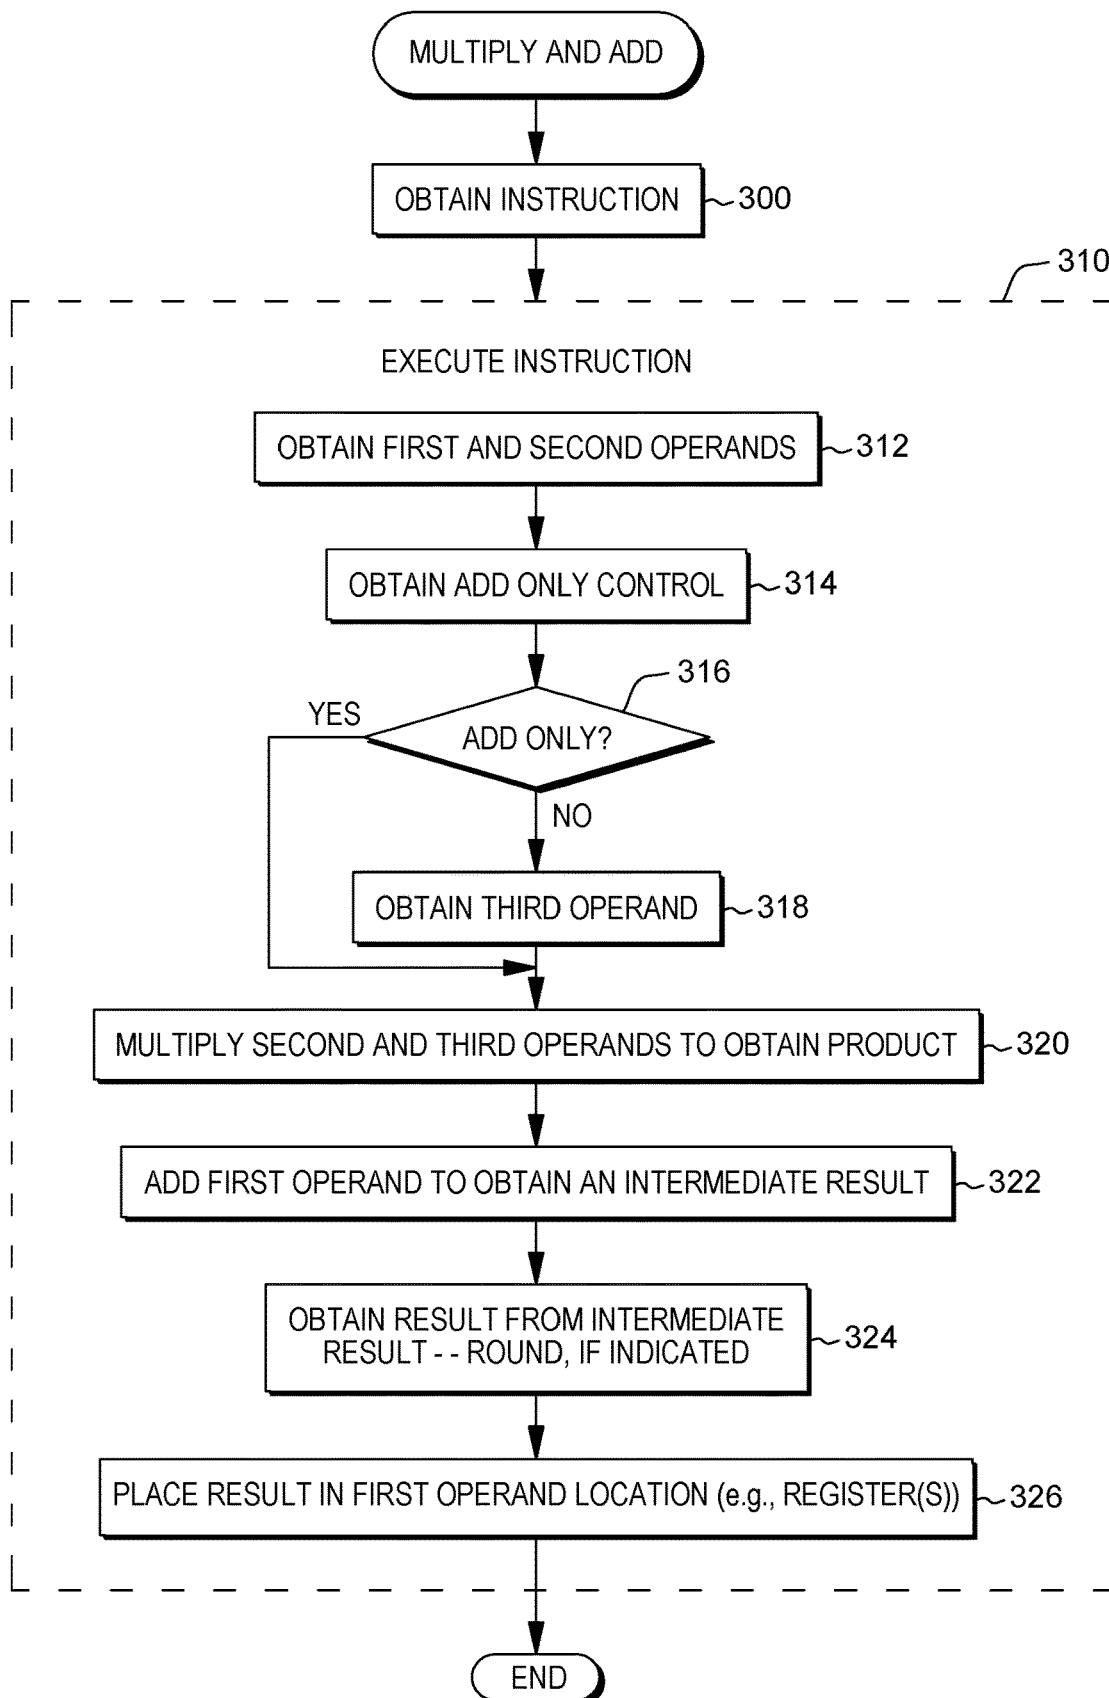 MULTIPLY AND ADD
OBTAIN INSTRUCTION
300
310
EXECUTE INSTRUCTION
OBTAIN FIRST AND SECOND OPERANDS
312
OBTAIN ADD ONLY CONTROL
314
316
YES
ADD ONLY?
NO
OBTAIN THIRD OPERAND
318
MULTIPLY SECOND AND THIRD OPERANDS TO OBTAIN PRODUCT
320
ADD FIRST OPERAND TO OBTAIN AN INTERMEDIATE RESULT
322
OBTAIN RESULT FROM INTERMEDIATE
RESULT - - ROUND, IF INDICATED
324
PLACE RESULT IN FIRST OPERAND LOCATION (e.g., REGISTER(S))
326
END